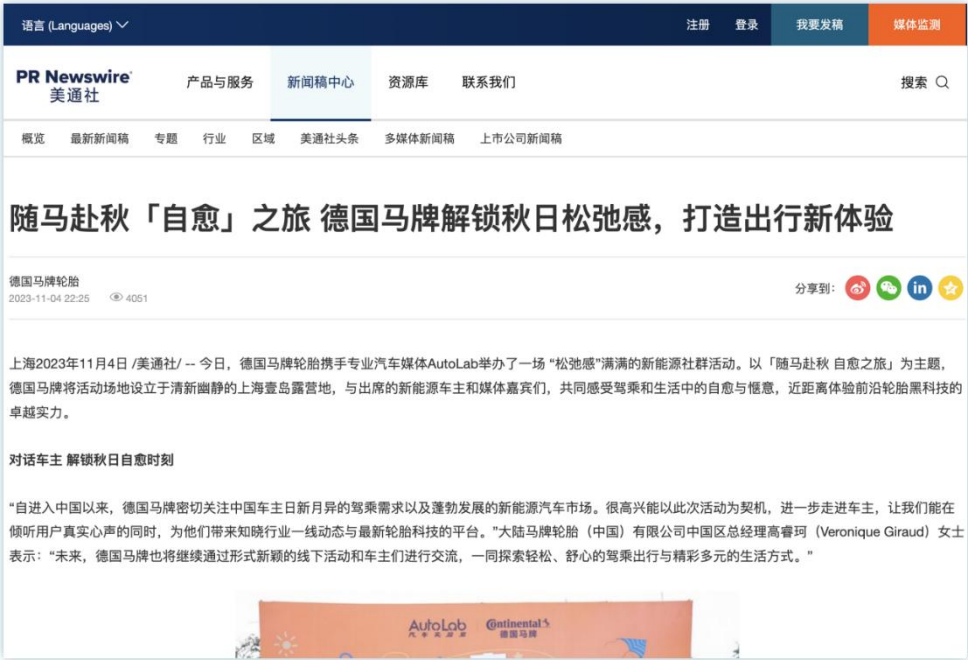 语言 (Languages)
注册 登录 我要发稿 媒体监测
PR Newswire
美通社
产品与服务 新闻稿中心 资源库 联系我们 搜索
概览 最新新闻稿 专题 行业 区域 美通社头条 多媒体新闻稿 上市公司新闻稿
随马赴秋「自愈」之旅 德国马牌解锁秋日松弛感，打造出行新体验
德国马牌轮胎
2023-11-04 22:25 4051
分享到：
上海2023年11月4日 /美通社/ -- 今日，德国马牌轮胎携手专业汽车媒体AutoLab举办了一场 “松弛感”满满的新能源社群活动。以「随马赴秋 自愈之旅」为主题，
德国马牌将活动场地设立于清新幽静的上海壹岛露营地，与出席的新能源车主和媒体嘉宾们，共同感受驾乘和生活中的自愈与惬意，近距离体验前沿轮胎黑科技的
卓越实力。
对话车主 解锁秋日自愈时刻
“自进入中国以来，德国马牌密切关注中国车主日新月异的驾乘需求以及蓬勃发展的新能源汽车市场。很高兴能以此次活动为契机，进一步走进车主，让我们能在
倾听用户真实心声的同时，为他们带来知晓行业一线动态与最新轮胎科技的平台。”大陆马牌轮胎（中国）有限公司中国区总经理高睿珂（Veronique Giraud）女士
表示：“未来，德国马牌也将继续通过形式新颖的线下活动和车主们进行交流，一同探索轻松、舒心的驾乘出行与精彩多元的生活方式。”
AutoLab Continental
德国马牌